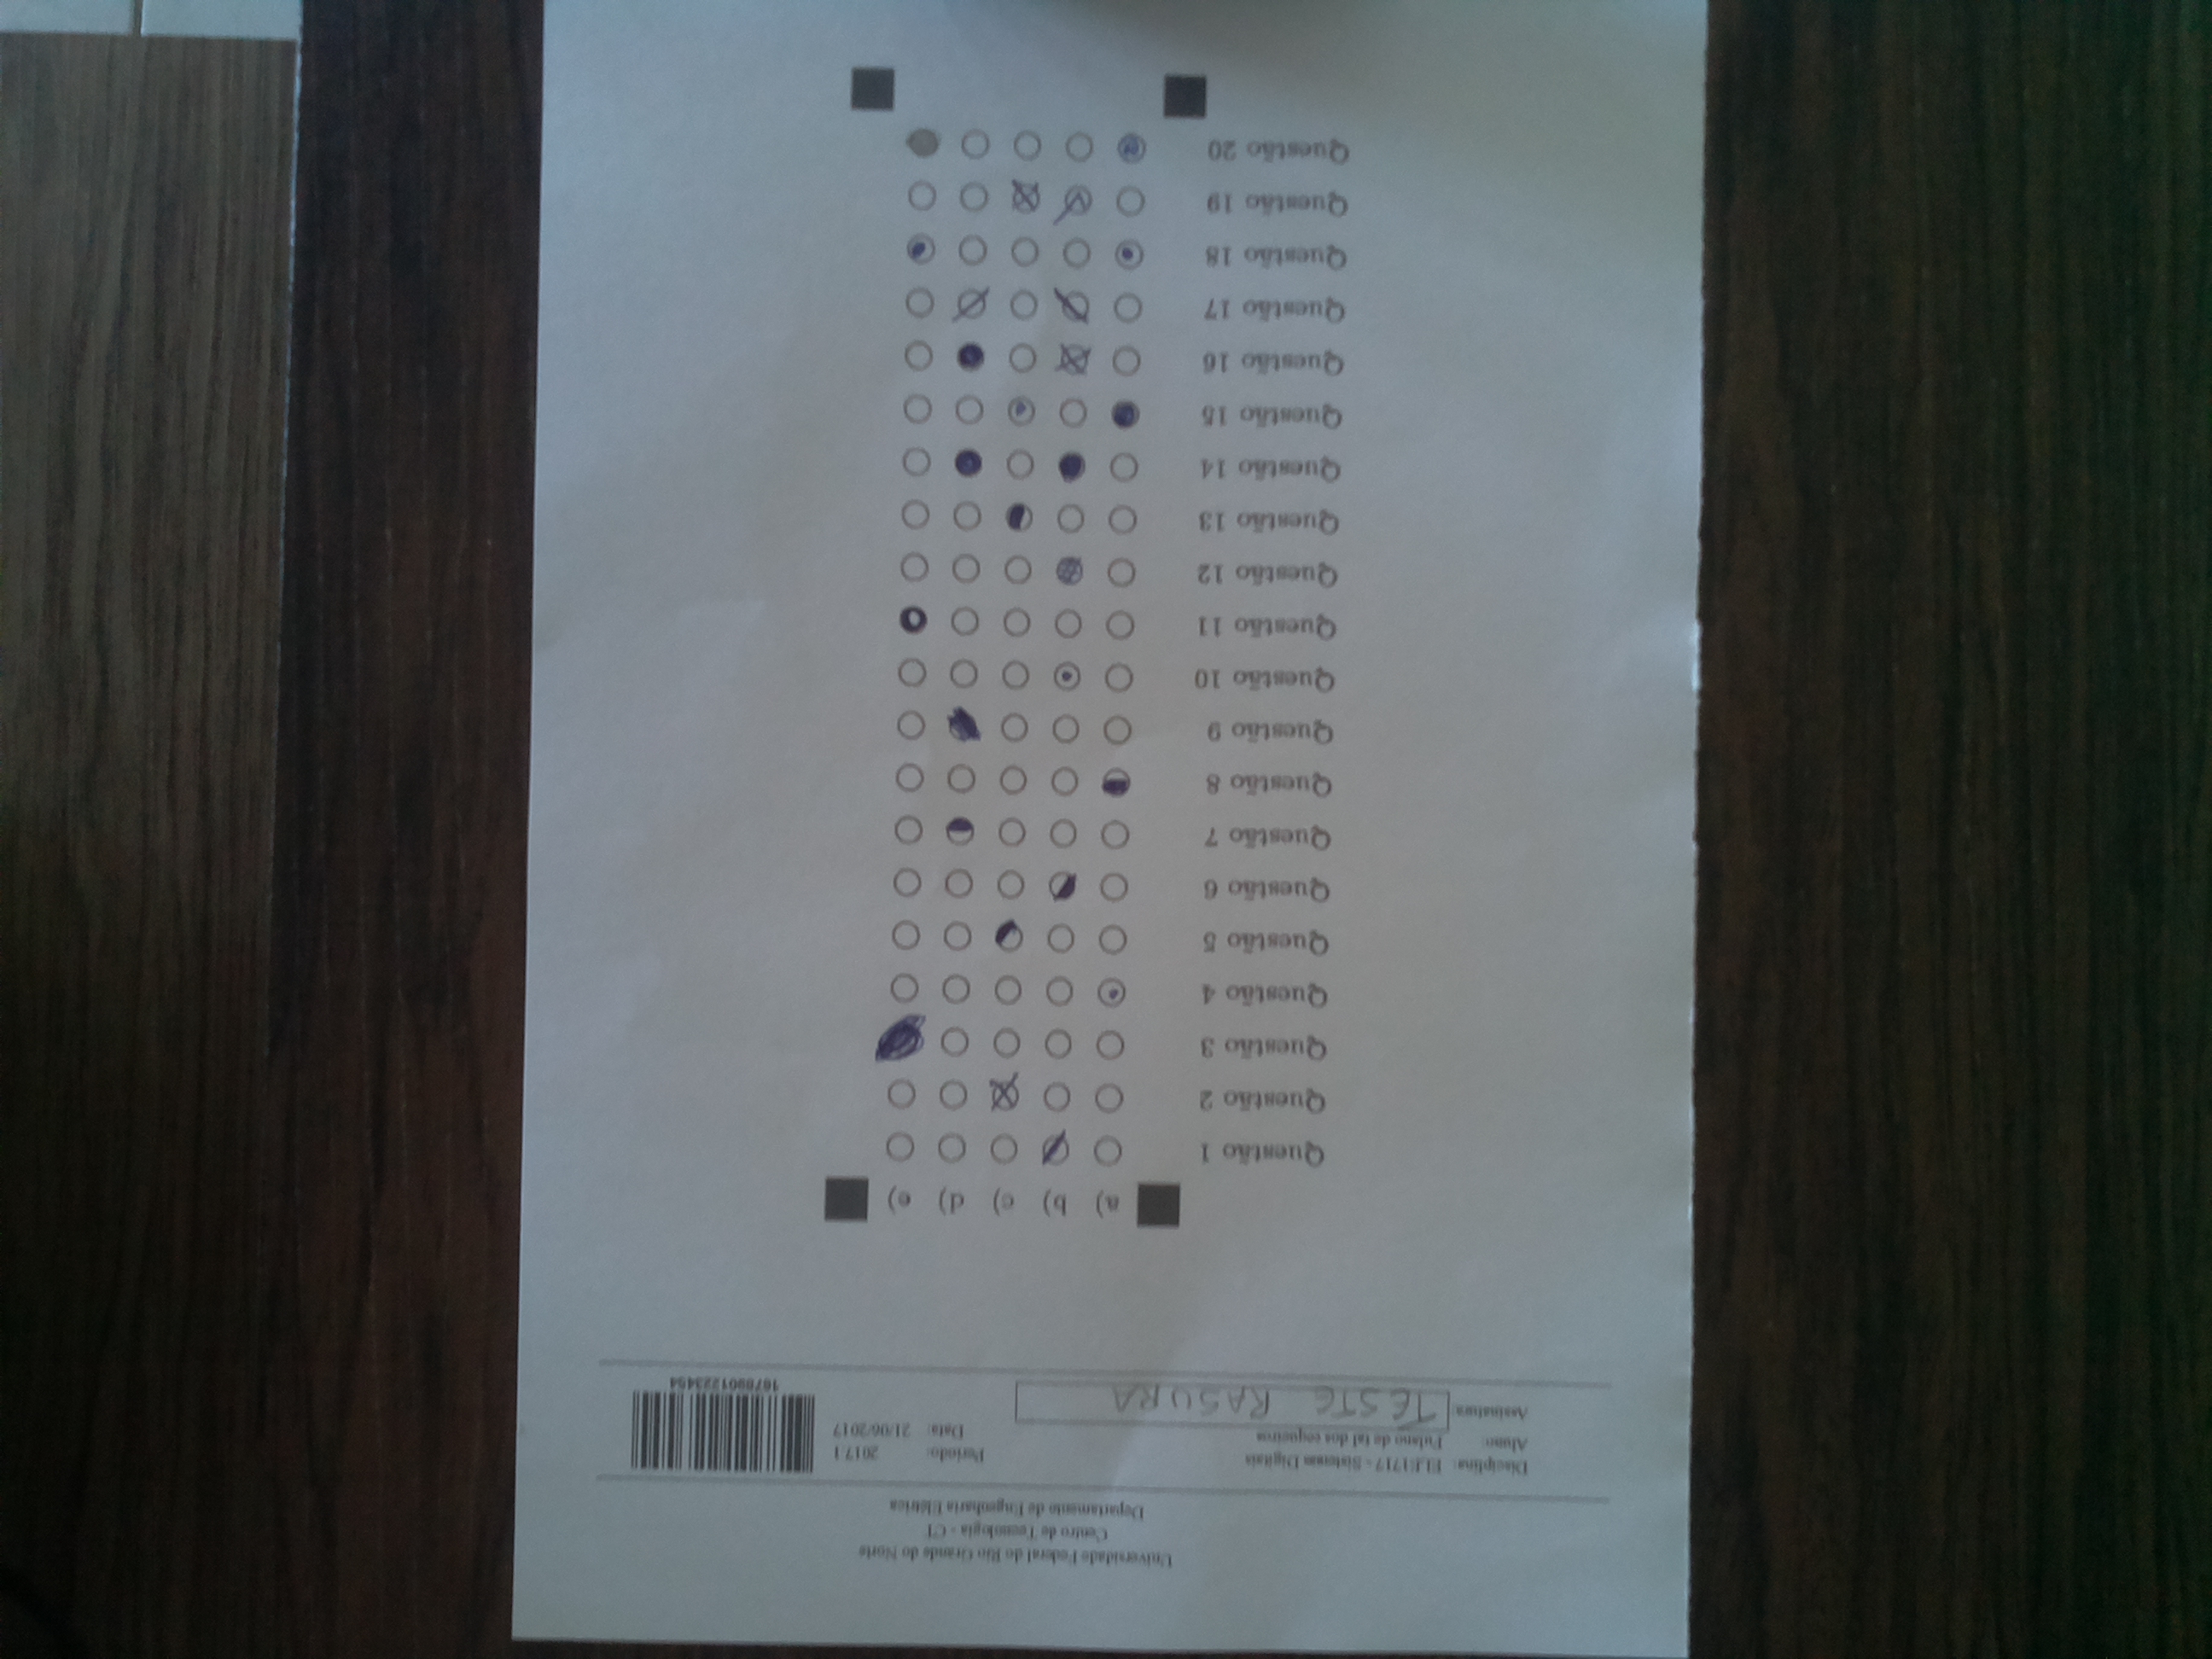 Universidade Federal do Rio Grande do Norte
Centro de Tecnologia - CT
Departamento de Engenharia Elétrica
Disciplina: ELE1717 - Sistemas Digitais
Período: 2017.1
Aluno: Fulano de tal dos coqueiros
Data: 21/06/2017
Assinatura: TESTE RASURA
1678901223454
a) b) c) d) e)
Questão 1
Questão 2
Questão 3
Questão 4
Questão 5
Questão 6
Questão 7
Questão 8
Questão 9
Questão 10
Questão 11
Questão 12
Questão 13
Questão 14
Questão 15
Questão 16
Questão 17
Questão 18
Questão 19
Questão 20